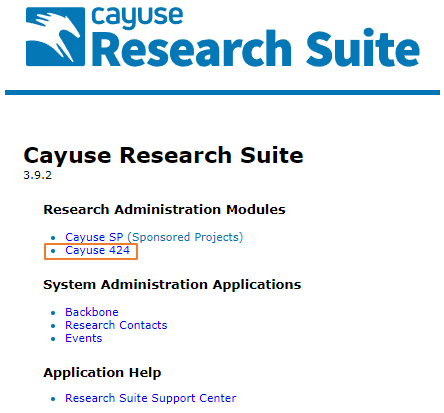 cayuse
Research Suite
Cayuse Research Suite
3.9.2
Research Administration Modules
Cayuse SP (Sponsored Projects)
Cayuse 424
System Administration Applications
Backbone
Research Contacts
Events
Application Help
Research Suite Support Center